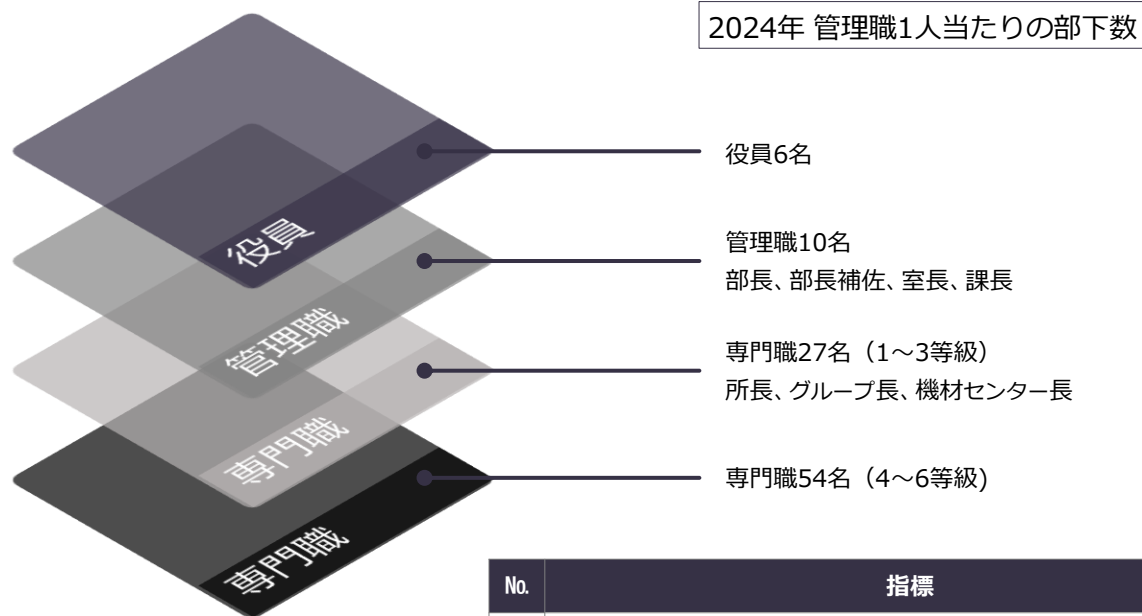 2024年 管理職1人当たりの部下数
役員
役員6名
管理職
管理職10名
部長、部長補佐、室長、課長
専門職
専門職27名（1～3等級）
所長、グループ長、機材センター長
専門職
専門職54名（4～6等級)
No. 指標